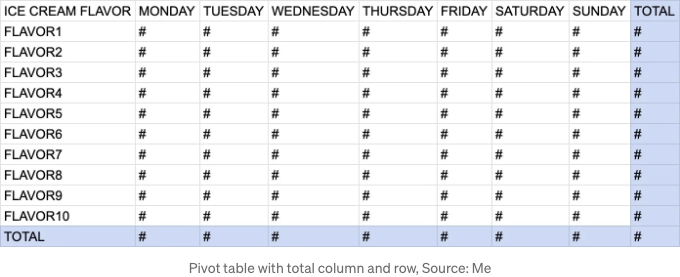 ICE CREAM FLAVOR MONDAY TUESDAY WEDNESDAY THURSDAY FRIDAY SATURDAY SUNDAY TOTAL
FLAVOR1 # # # # # # # #
FLAVOR2 # # # # # # # #
FLAVOR3 # # # # # # # #
FLAVOR4 # # # # # # # #
FLAVOR5 # # # # # # # #
FLAVOR6 # # # # # # # #
FLAVOR7 # # # # # # # #
FLAVOR8 # # # # # # # #
FLAVOR9 # # # # # # # #
FLAVOR10 # # # # # # # #
TOTAL # # # # # # # #
Pivot table with total column and row, Source: Me